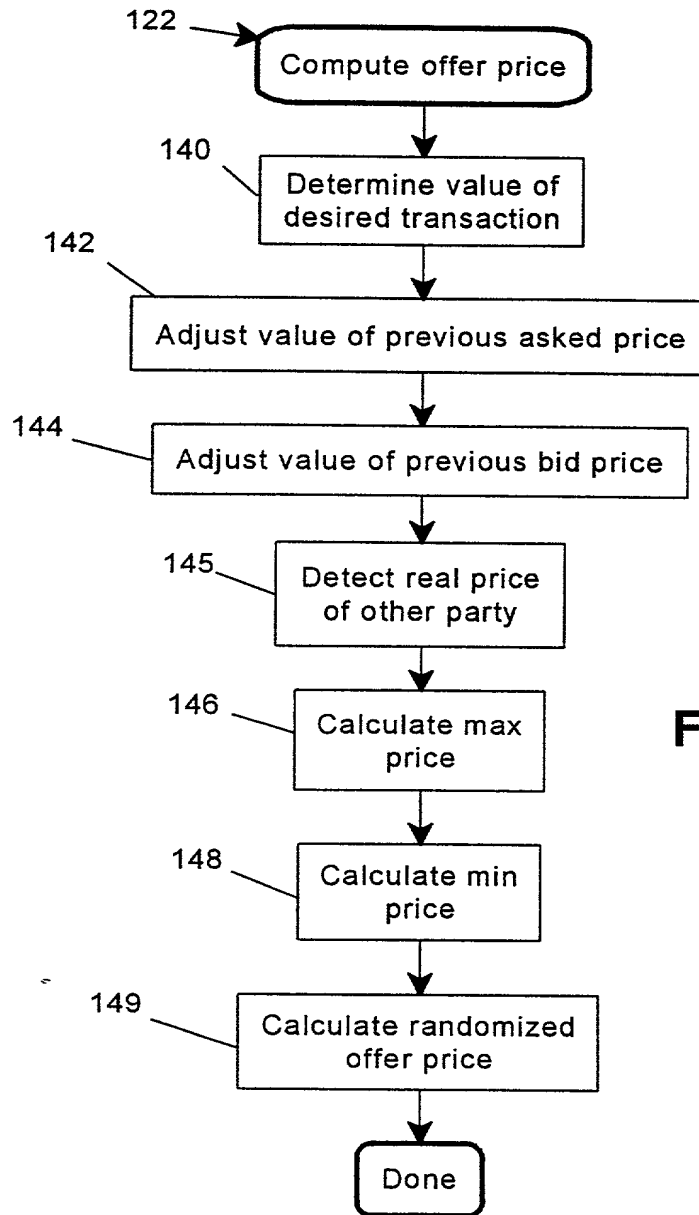 122
Compute offer price
140
Determine value of
desired transaction
142
Adjust value of previous asked price
144
Adjust value of previous bid price
145
Detect real price
of other party
146
Calculate max
price
F
148
Calculate min
price
149
Calculate randomized
offer price
Done